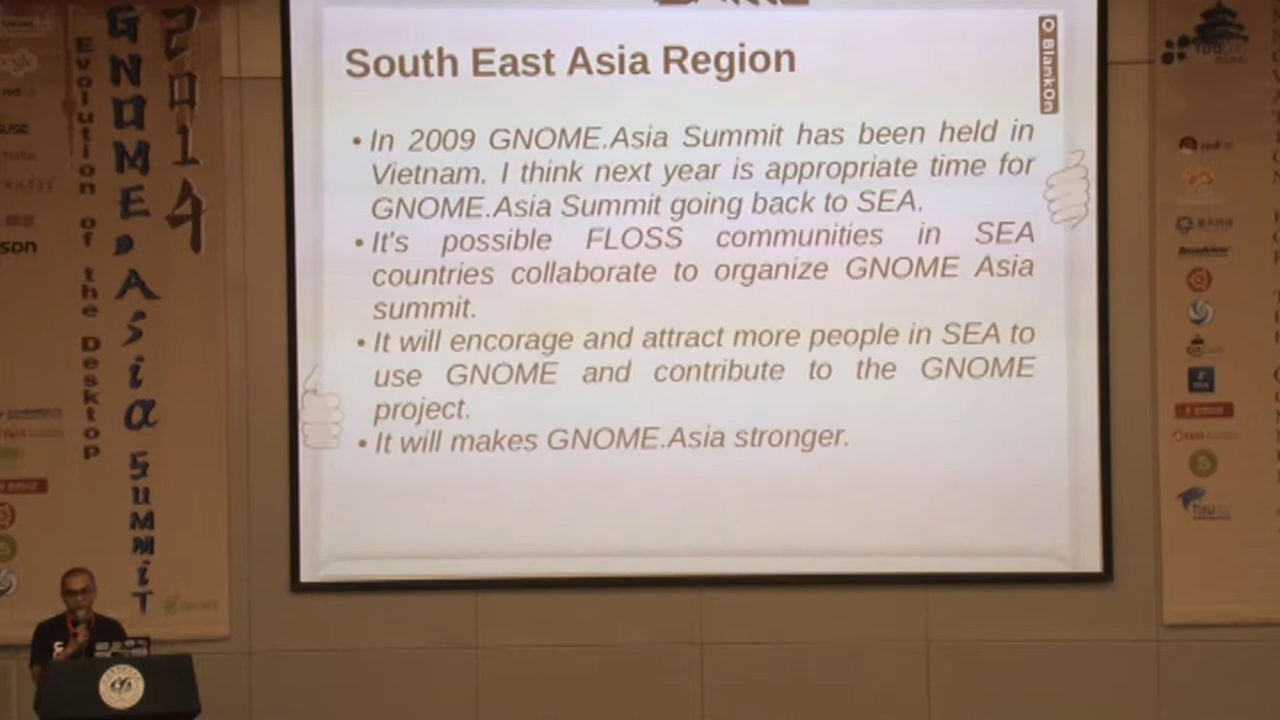 GNOME.Asia Summit
2014
Evolution of the Desktop
South East Asia Region
BlankOn
• In 2009 GNOME.Asia Summit has been held in
Vietnam. I think next year is appropriate time for
GNOME.Asia Summit going back to SEA.
• It's possible FLOSS communities in SEA
countries collaborate to organize GNOME Asia
summit.
• It will encorage and attract more people in SEA to
use GNOME and contribute to the GNOME
project.
• It will makes GNOME.Asia stronger.